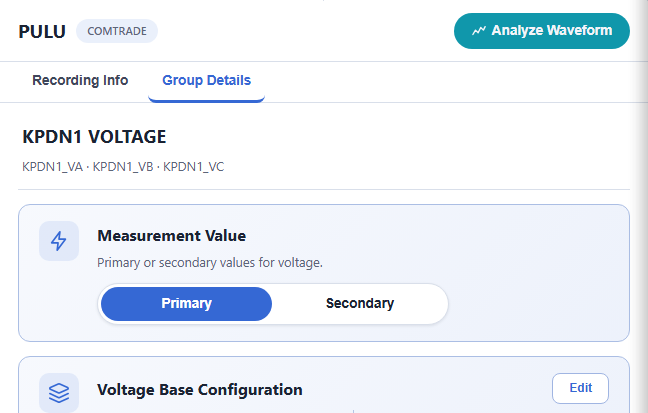 PULU COMTRADE Analyze Waveform
Recording Info Group Details
KPDN1 VOLTAGE
KPDN1_VA · KPDN1_VB · KPDN1_VC
Measurement Value
Primary or secondary values for voltage.
Primary Secondary
Voltage Base Configuration Edit